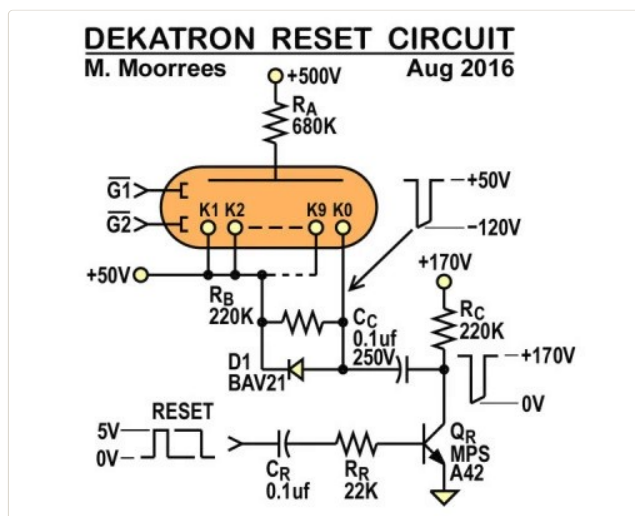 DEKATRON RESET CIRCUIT
M. Moorrees Aug 2016
+500V
RA
680K
G1
G2
K1 K2 K9 K0
+50V
−120V
+170V
+50V
RB
220K
CC
0.1uf
250V
RC
220K
D1
BAV21
+170V
0V
RESET
5V
0V
CR
0.1uf
RR
22K
QR
MPS
A42